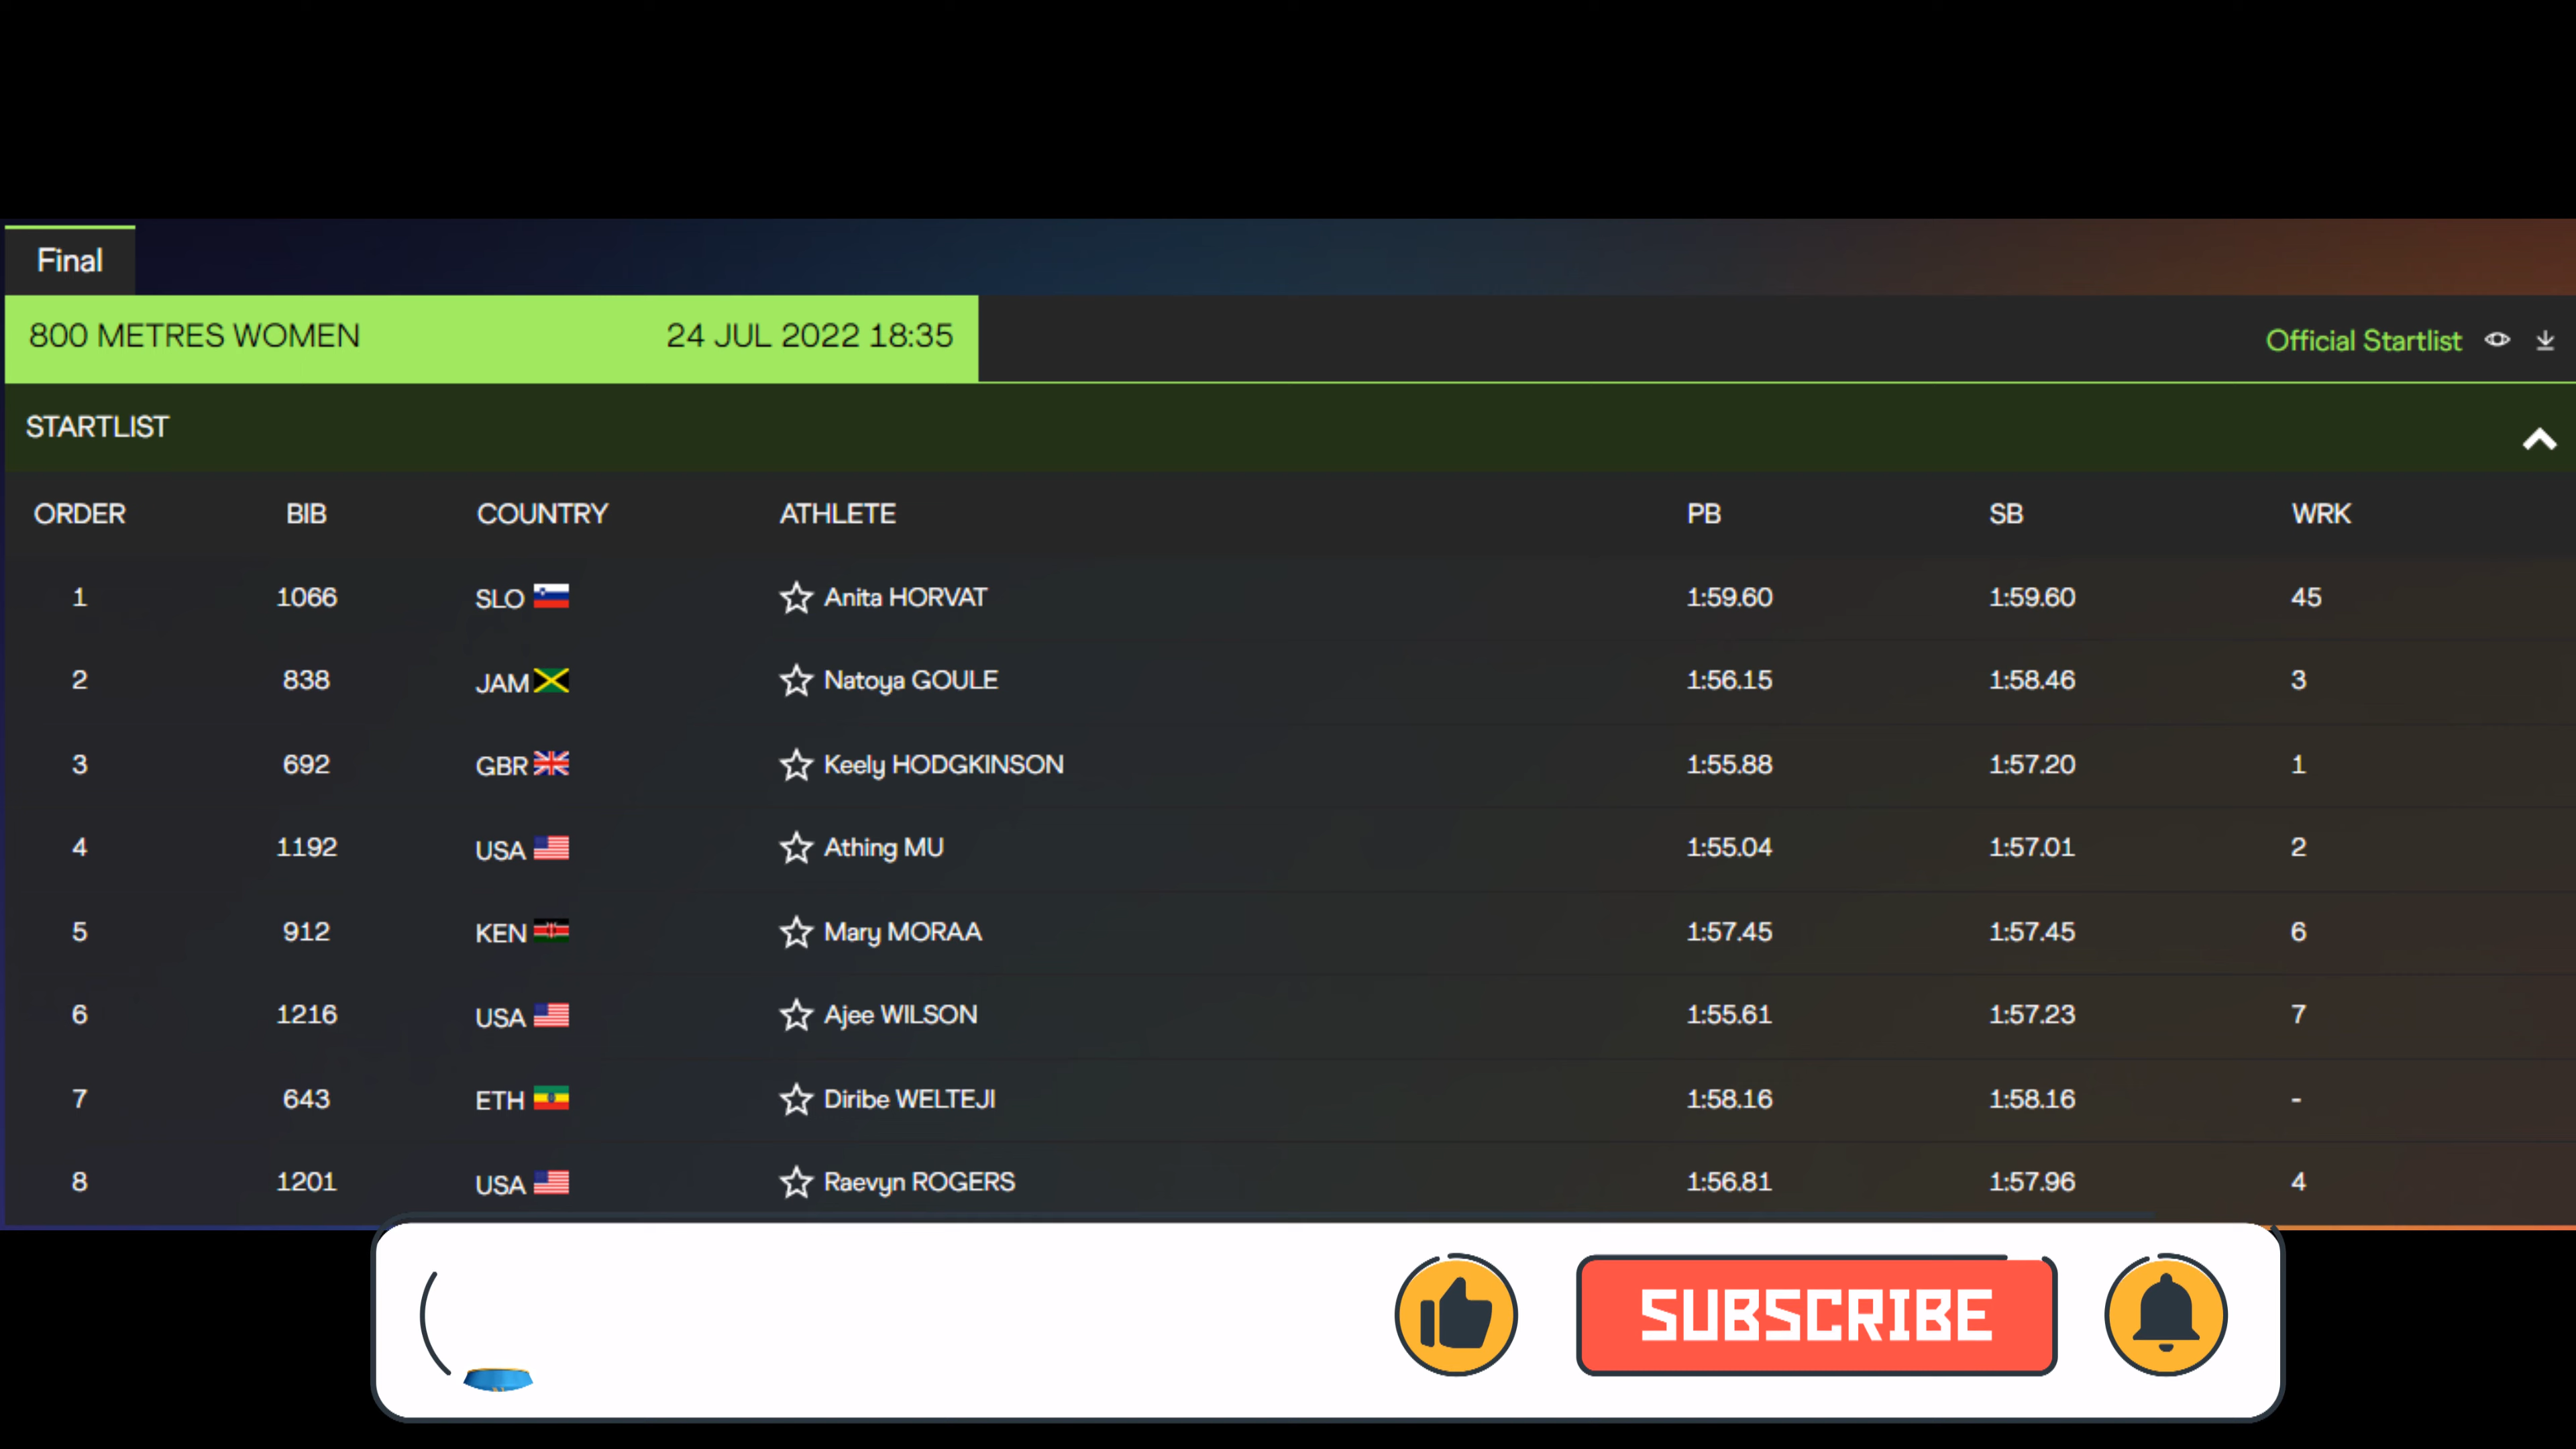 Final
800 METRES WOMEN 24 JUL 2022 18:35 Official Startlist
STARTLIST
ORDER BIB COUNTRY ATHLETE PB SB WRK
1 1066 SLO Anita HORVAT 1:59.60 1:59.60 45
2 838 JAM Natoya GOULE 1:56.15 1:58.46 3
3 692 GBR Keely HODGKINSON 1:55.88 1:57.20 1
4 1192 USA Athing MU 1:55.04 1:57.01 2
5 912 KEN Mary MORAA 1:57.45 1:57.45 6
6 1216 USA Ajee WILSON 1:55.61 1:57.23 7
7 643 ETH Diribe WELTEJI 1:58.16 1:58.16 -
8 1201 USA Raevyn ROGERS 1:56.81 1:57.96 4
SUBSCRIBE